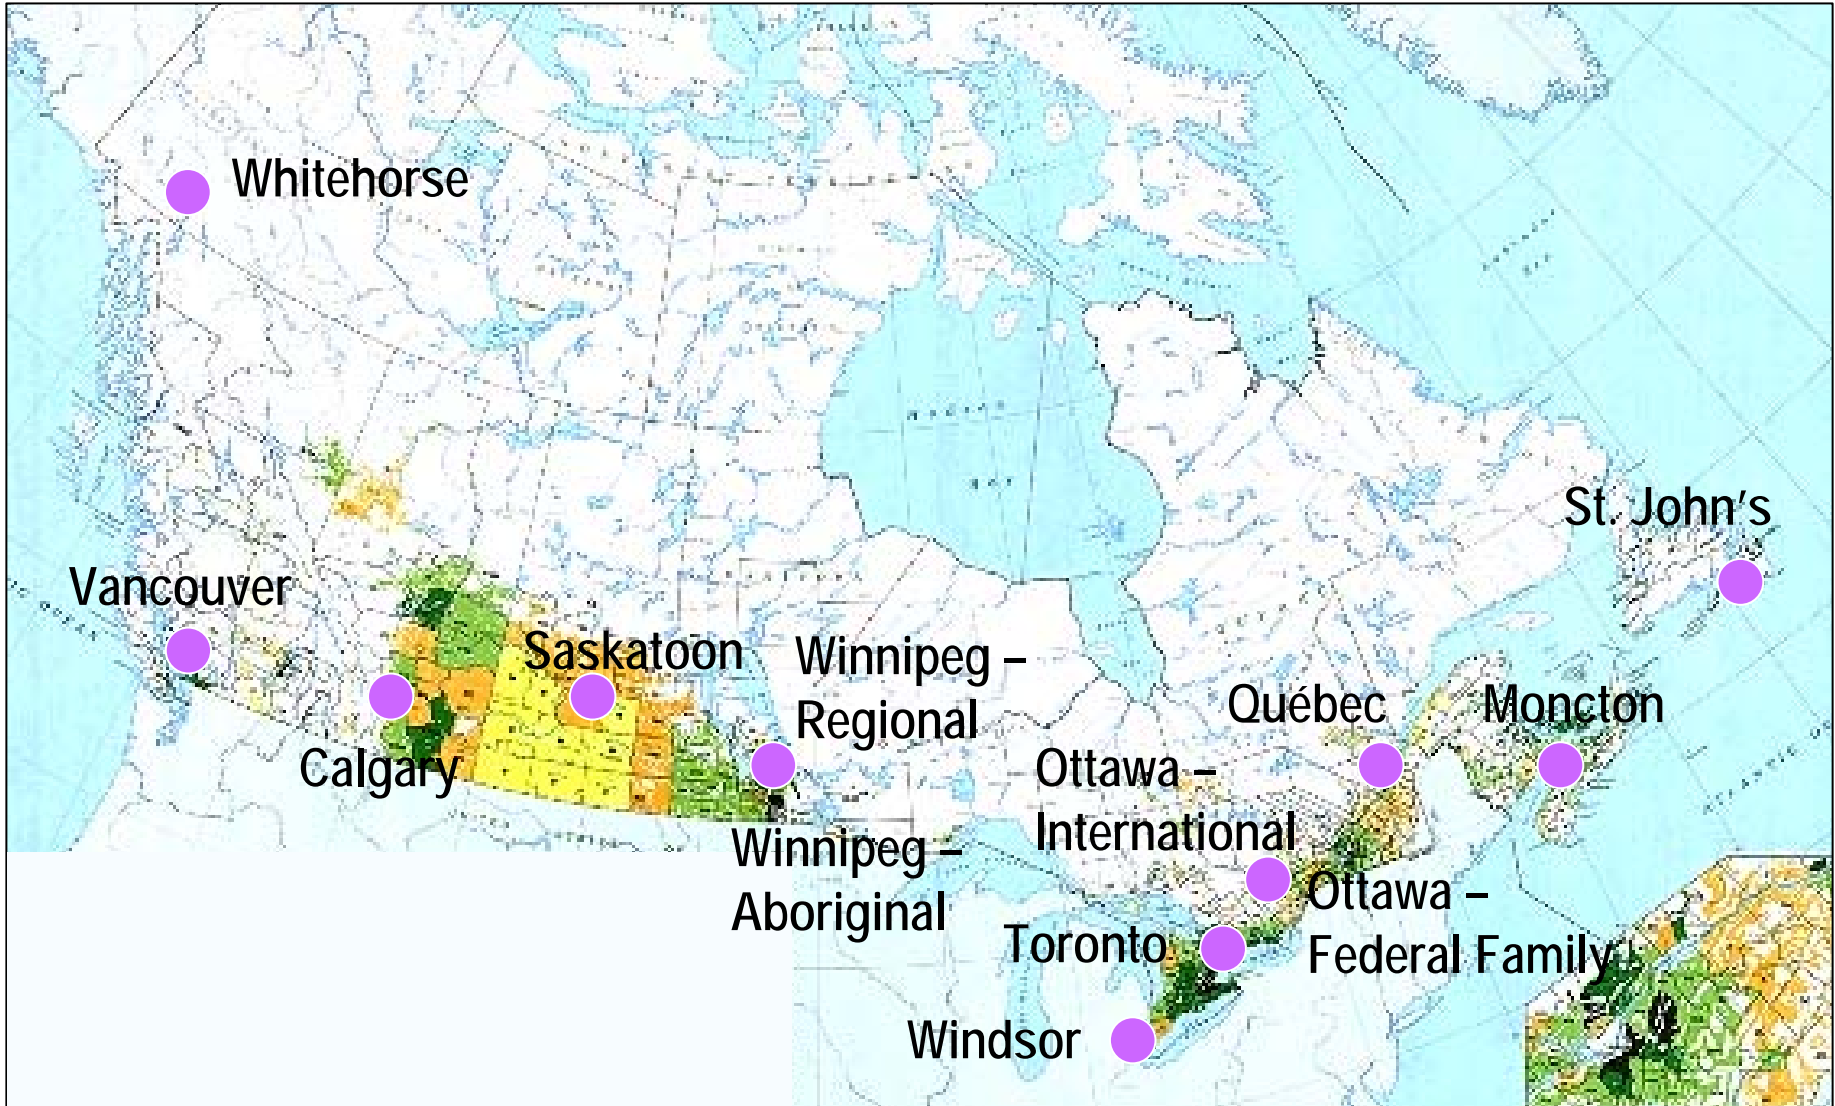 Whitehorse
St. John's
Vancouver
Saskatoon
Winnipeg –
Regional
Québec
Moncton
Calgary
Ottawa –
International
Winnipeg –
Aboriginal
Ottawa –
Federal Family
Toronto
Windsor